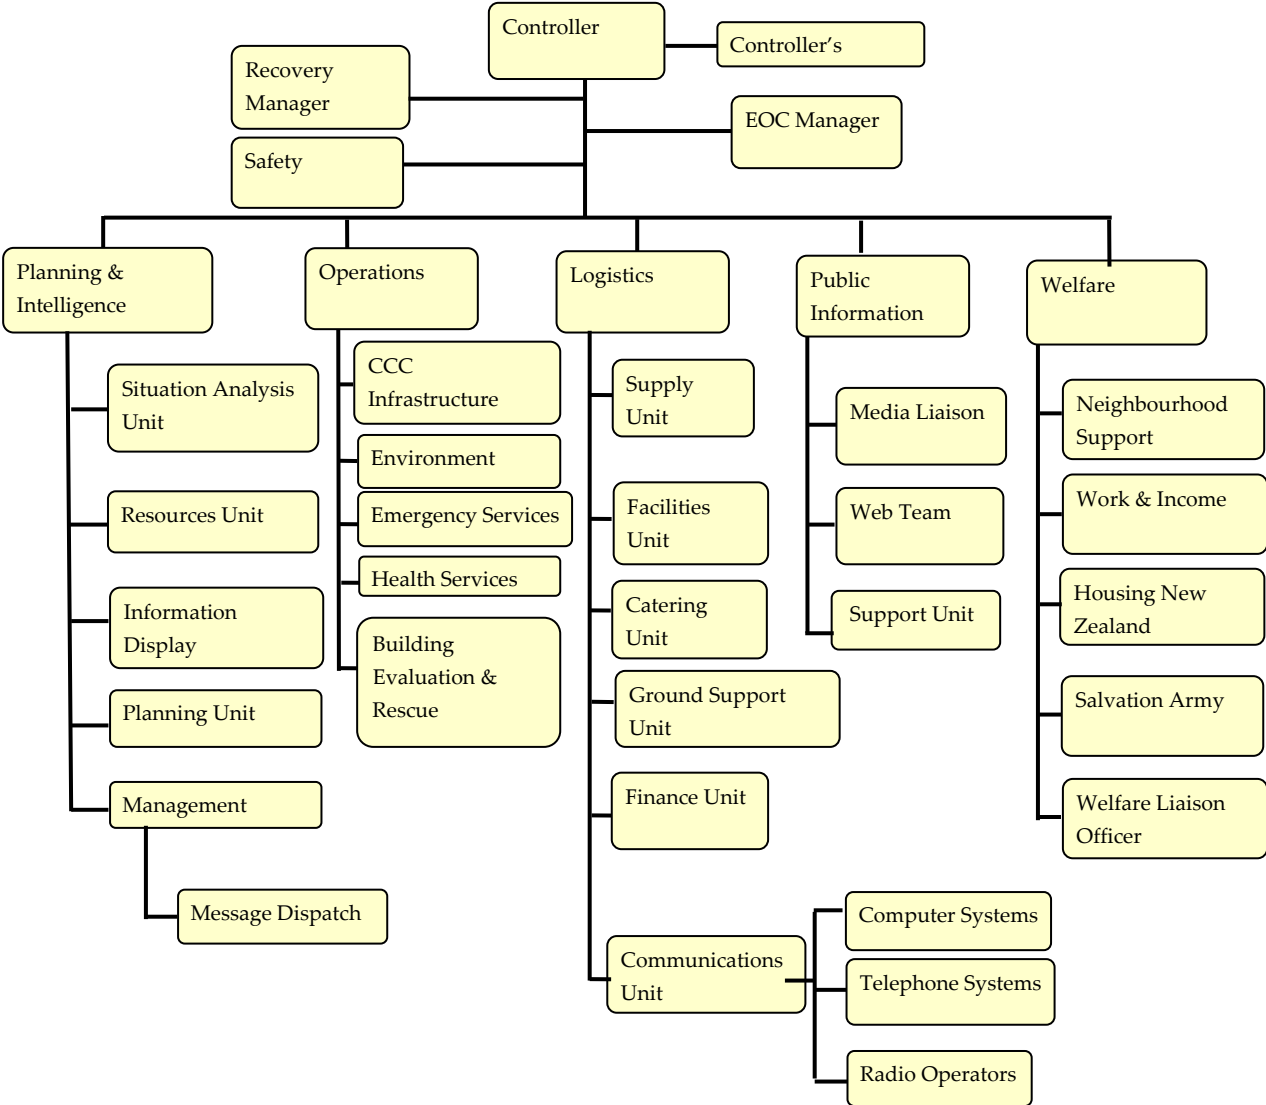 Controller
Controller’s
Recovery
Manager
EOC Manager
Safety
Planning &
Intelligence
Situation Analysis
Unit
Resources Unit
Information
Display
Planning Unit
Management
Message Dispatch
Operations
CCC
Infrastructure
Environment
Emergency Services
Health Services
Building
Evaluation &
Rescue
Logistics
Supply
Unit
Facilities
Unit
Catering
Unit
Ground Support
Unit
Finance Unit
Communications
Unit
Computer Systems
Telephone Systems
Radio Operators
Public
Information
Media Liaison
Web Team
Support Unit
Welfare
Neighbourhood
Support
Work & Income
Housing New
Zealand
Salvation Army
Welfare Liaison
Officer